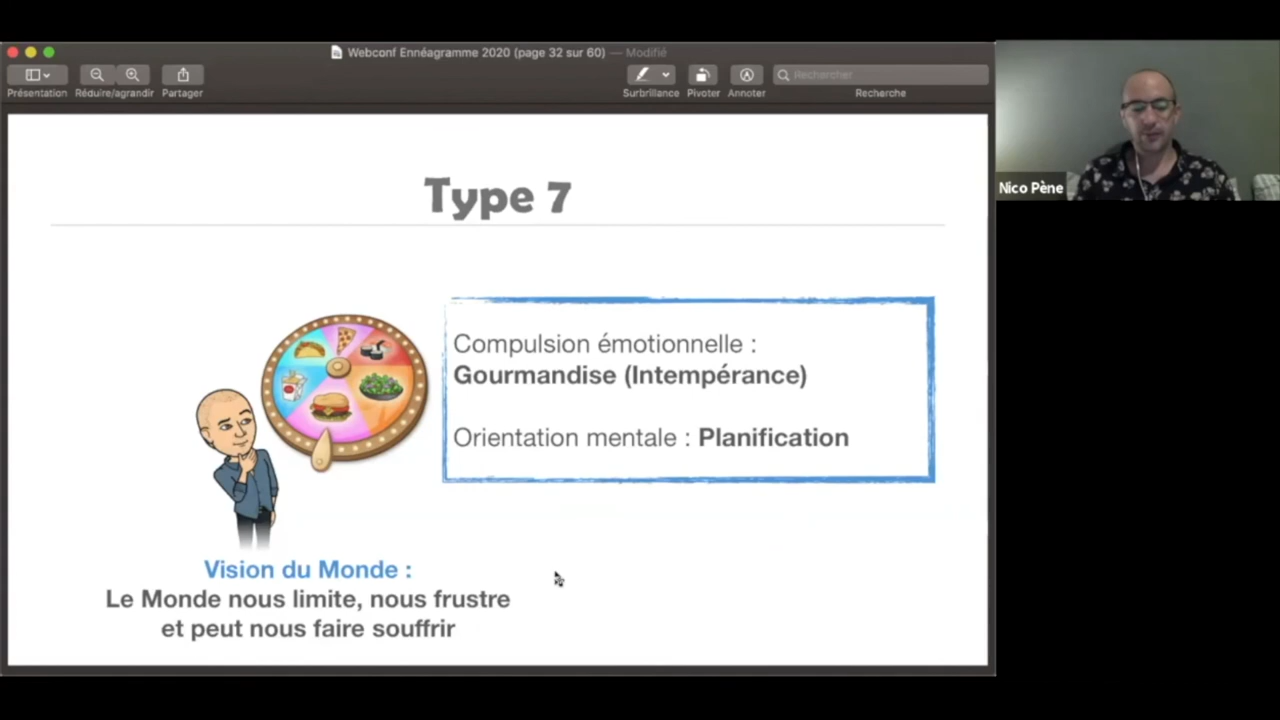 Webconf Ennéagramme 2020 (page 32 sur 60) — Modifié
Présentation
Réduire/agrandir
Partager
Surbrillance
Pivoter
Annoter
Rechercher
Recherche
Nico Pène
Type 7
Compulsion émotionnelle :
Gourmandise (Intempérance)
Orientation mentale : Planification
Vision du Monde :
Le Monde nous limite, nous frustre
et peut nous faire souffrir